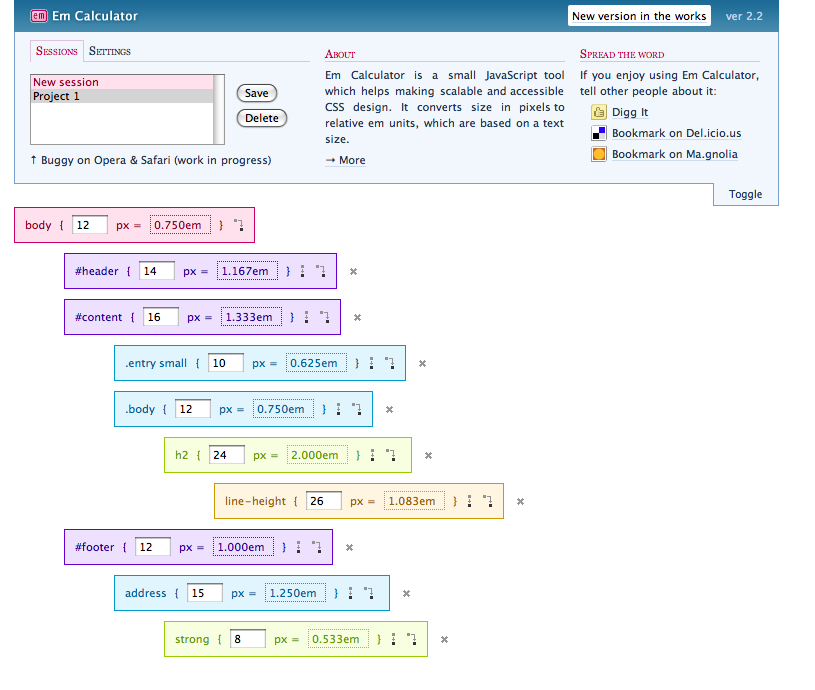 em Em Calculator
New version in the works
ver 2.2
Sessions
Settings
New session
Project 1
Save
Delete
↑ Buggy on Opera & Safari (work in progress)
About
Em Calculator is a small JavaScript tool
which helps making scalable and accessible
CSS design. It converts size in pixels to
relative em units, which are based on a text
size.
→ More
Spread the word
If you enjoy using Em Calculator,
tell other people about it:
Digg It
Bookmark on Del.icio.us
Bookmark on Ma.gnolia
Toggle
body { 12 px = 0.750em }
#header { 14 px = 1.167em } ×
#content { 16 px = 1.333em } ×
.entry small { 10 px = 0.625em } ×
.body { 12 px = 0.750em } ×
h2 { 24 px = 2.000em } ×
line-height { 26 px = 1.083em } ×
#footer { 12 px = 1.000em } ×
address { 15 px = 1.250em } ×
strong { 8 px = 0.533em } ×